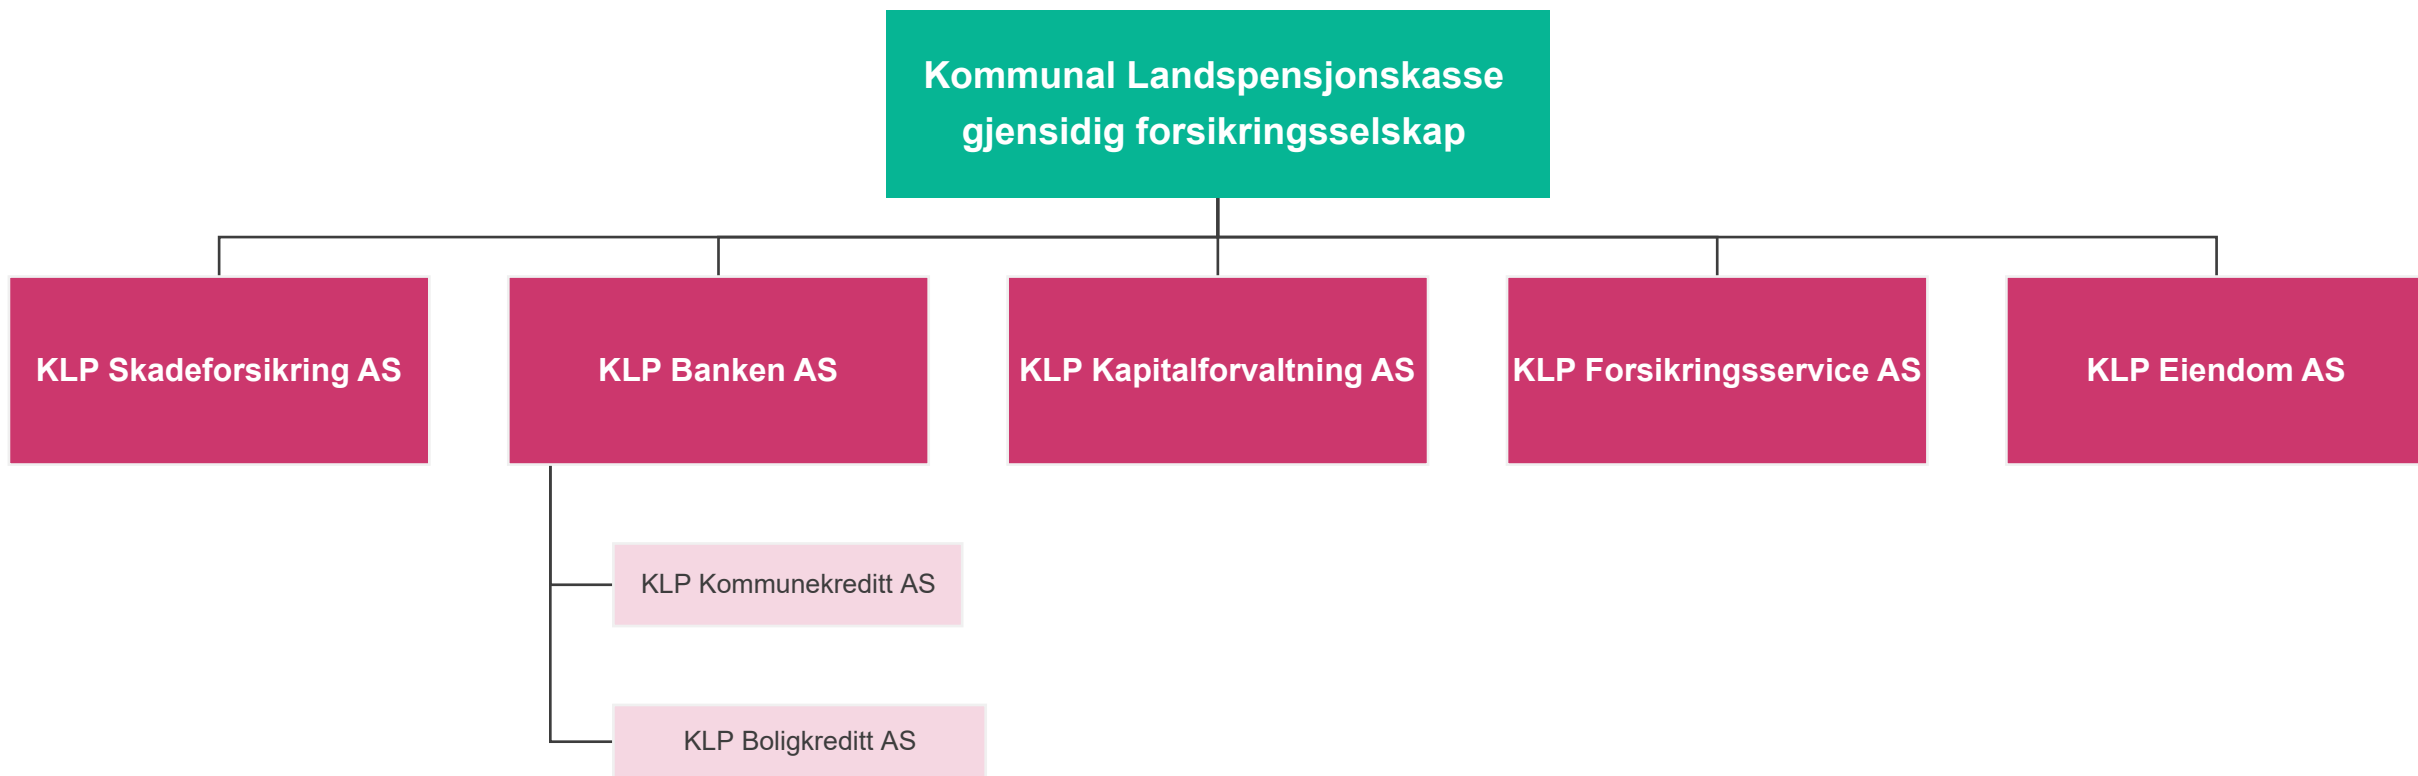 Kommunal Landspensjonskasse
gjensidig forsikringsselskap
KLP Skadeforsikring AS
KLP Banken AS
KLP Kapitalforvaltning AS
KLP Forsikringsservice AS
KLP Eiendom AS
KLP Kommunekreditt AS
KLP Boligkreditt AS